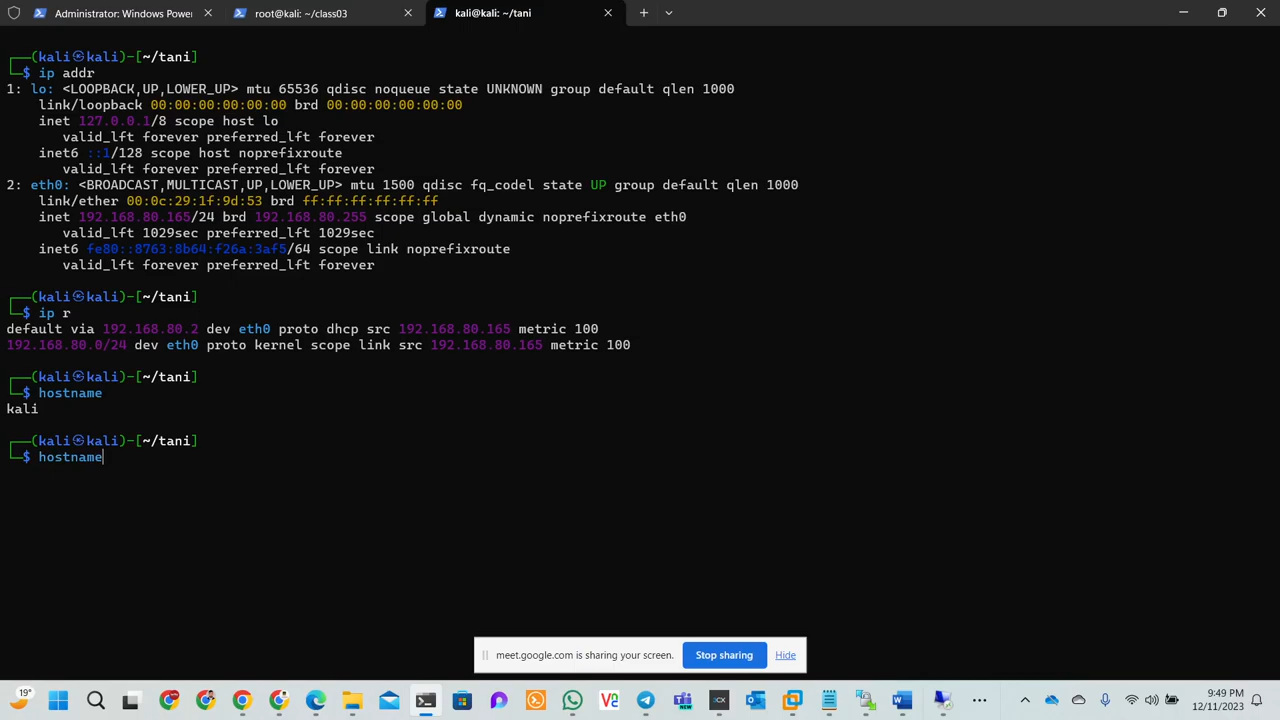 Administrator: Windows Power
root@kali: ~/class03
kali@kali: ~/tani
┌──(kali㉿kali)-[~/tani]
└─$ ip addr
1: lo: <LOOPBACK,UP,LOWER_UP> mtu 65536 qdisc noqueue state UNKNOWN group default qlen 1000
link/loopback 00:00:00:00:00:00 brd 00:00:00:00:00:00
inet 127.0.0.1/8 scope host lo
valid_lft forever preferred_lft forever
inet6 ::1/128 scope host noprefixroute
valid_lft forever preferred_lft forever
2: eth0: <BROADCAST,MULTICAST,UP,LOWER_UP> mtu 1500 qdisc fq_codel state UP group default qlen 1000
link/ether 00:0c:29:1f:9d:53 brd ff:ff:ff:ff:ff:ff
inet 192.168.80.165/24 brd 192.168.80.255 scope global dynamic noprefixroute eth0
valid_lft 1029sec preferred_lft 1029sec
inet6 fe80::8763:8b64:f26a:3af5/64 scope link noprefixroute
valid_lft forever preferred_lft forever
┌──(kali㉿kali)-[~/tani]
└─$ ip r
default via 192.168.80.2 dev eth0 proto dhcp src 192.168.80.165 metric 100
192.168.80.0/24 dev eth0 proto kernel scope link src 192.168.80.165 metric 100
┌──(kali㉿kali)-[~/tani]
└─$ hostname
kali
┌──(kali㉿kali)-[~/tani]
└─$ hostname
meet.google.com is sharing your screen.
Stop sharing
Hide
19°
NEW
9:49 PM
12/11/2023